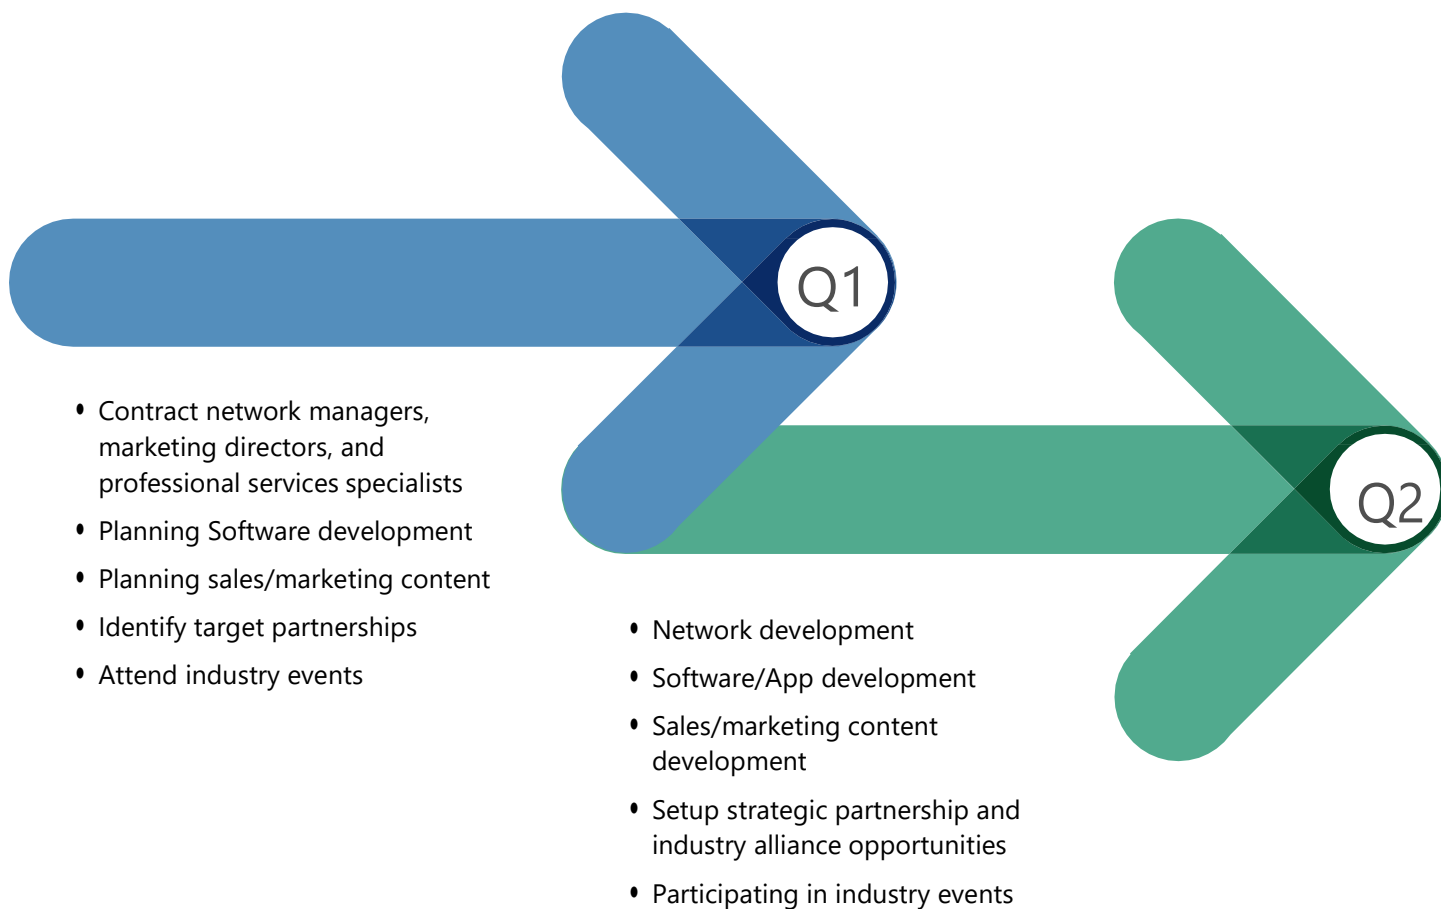 Q1
• Contract network managers,
marketing directors, and
professional services specialists
• Planning Software development
• Planning sales/marketing content
• Identify target partnerships
• Attend industry events
Q2
• Network development
• Software/App development
• Sales/marketing content
development
• Setup strategic partnership and
industry alliance opportunities
• Participating in industry events